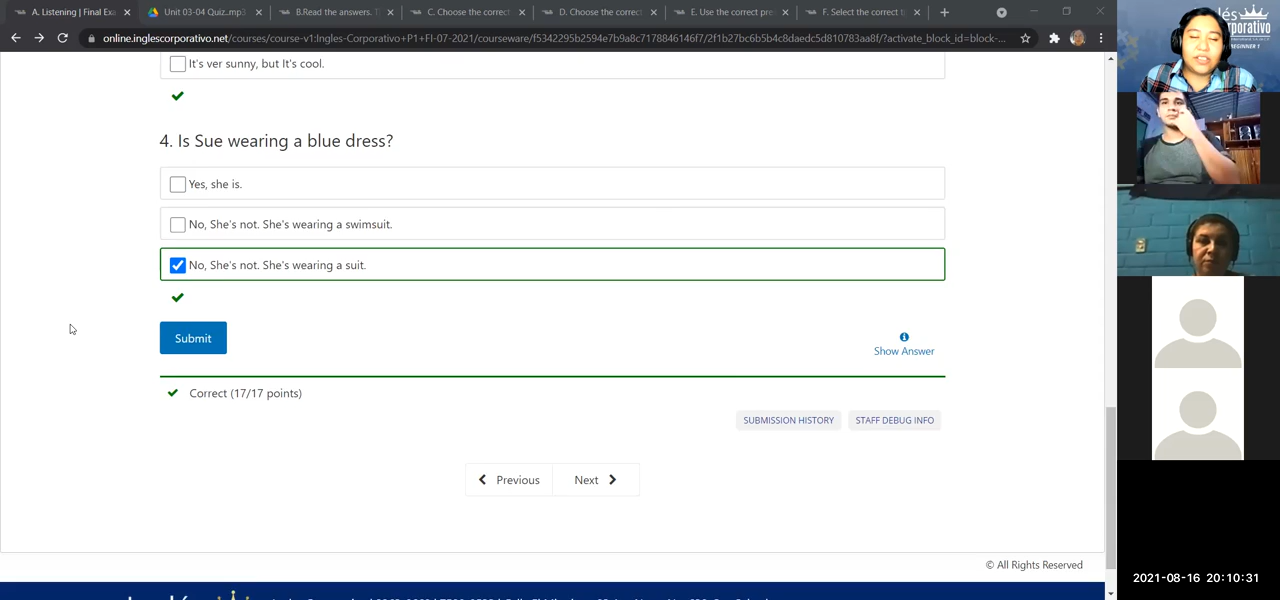 A. Listening | Final Exa
Unit 03-04 Quiz..mp3
B.Read the answers. T
C. Choose the correct
D. Choose the correct
E. Use the correct pre
F. Select the correct t
online.inglescorporativo.net/courses/course-v1:Ingles-Corporativo+P1+FI-07-2021/courseware/f5342295b2594e7b9a8c7178846146f7/2f1b27bc6b5b4c8daedc5d810783aa8f/?activate_block_id=block-...
It's ver sunny, but It's cool.
4. Is Sue wearing a blue dress?
Yes, she is.
No, She's not. She's wearing a swimsuit.
No, She's not. She's wearing a suit.
Submit
Show Answer
Correct (17/17 points)
SUBMISSION HISTORY
STAFF DEBUG INFO
Previous
Next
© All Rights Reserved
BEGINNER 1
2021-08-16 20:10:31